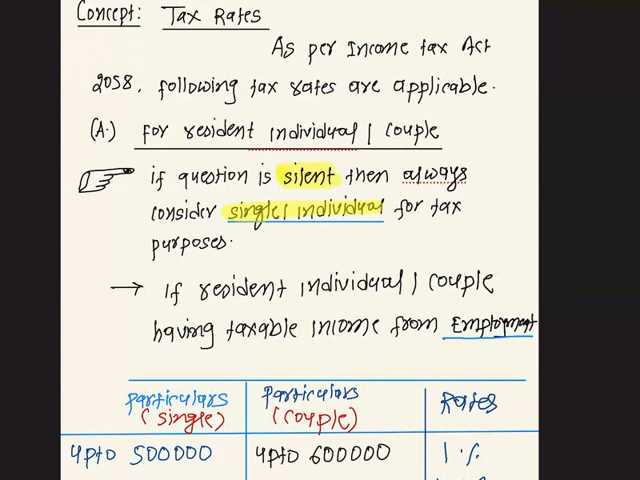 Concept: Tax Rates
As per Income tax Act
2058, following tax rates are applicable.
(A.) For resident individual / couple
if question is silent then always
consider single/individual for tax
purposes.
→ If resident individual / couple
having taxable income from Employment
Particulars (single) Particulars (couple) Rates
upto 500000 upto 600000 1%